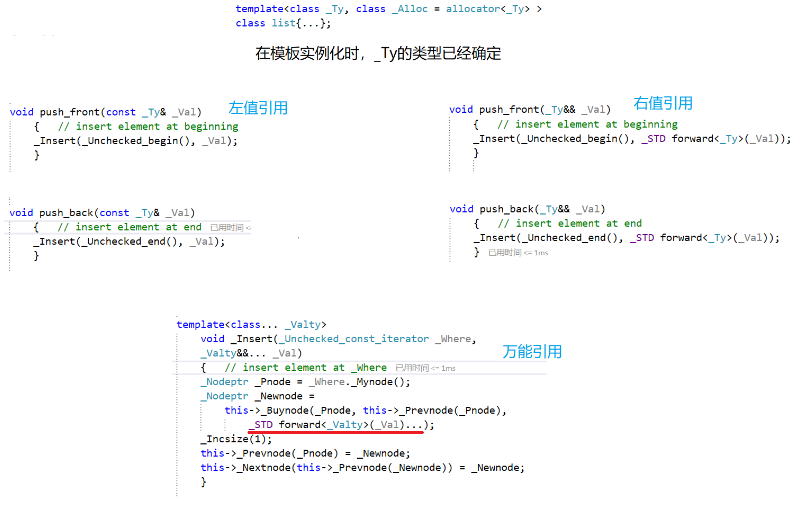 template<class _Ty, class _Alloc = allocator<_Ty> >
class list{...};
在模板实例化时，_Ty的类型已经确定
void push_front(const _Ty& _Val)
左值引用
{ // insert element at beginning
_Insert(_Unchecked_begin(), _Val);
}
void push_front(_Ty&& _Val)
右值引用
{ // insert element at beginning
_Insert(_Unchecked_begin(), _STD forward<_Ty>(_Val));
}
void push_back(const _Ty& _Val)
{ // insert element at end 已用时间 <=
_Insert(_Unchecked_end(), _Val);
}
void push_back(_Ty&& _Val)
{ // insert element at end
_Insert(_Unchecked_end(), _STD forward<_Ty>(_Val));
} 已用时间 <= 1ms
template<class... _Valty>
void _Insert(_Unchecked_const_iterator _Where,
_Valty&&... _Val)
万能引用
{ // insert element at _Where 已用时间 <= 1ms
_Nodeptr _Pnode = _Where._Mynode();
_Nodeptr _Newnode =
this->_Buynode(_Pnode, this->_Prevnode(_Pnode),
_STD forward<_Valty>(_Val)...);
_Incsize(1);
this->_Prevnode(_Pnode) = _Newnode;
this->_Nextnode(this->_Prevnode(_Newnode)) = _Newnode;
}